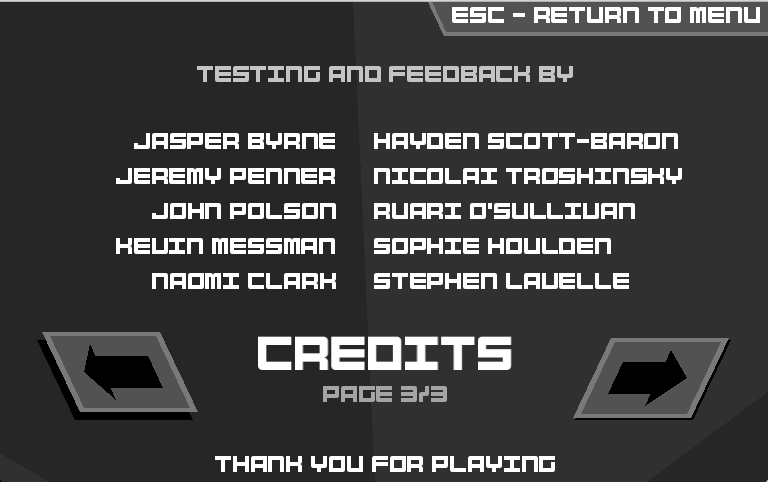 ESC - RETURN TO MENU
TESTING AND FEEDBACK BY
JASPER BYRNE HAYDEN SCOTT-BARON
JEREMY PENNER NICOLAI TROSHINSKY
JOHN POLSON RUARI O'SULLIVAN
KEVIN MESSMAN SOPHIE HOULDEN
NAOMI CLARK STEPHEN LAVELLE
CREDITS
PAGE 3/3
THANK YOU FOR PLAYING